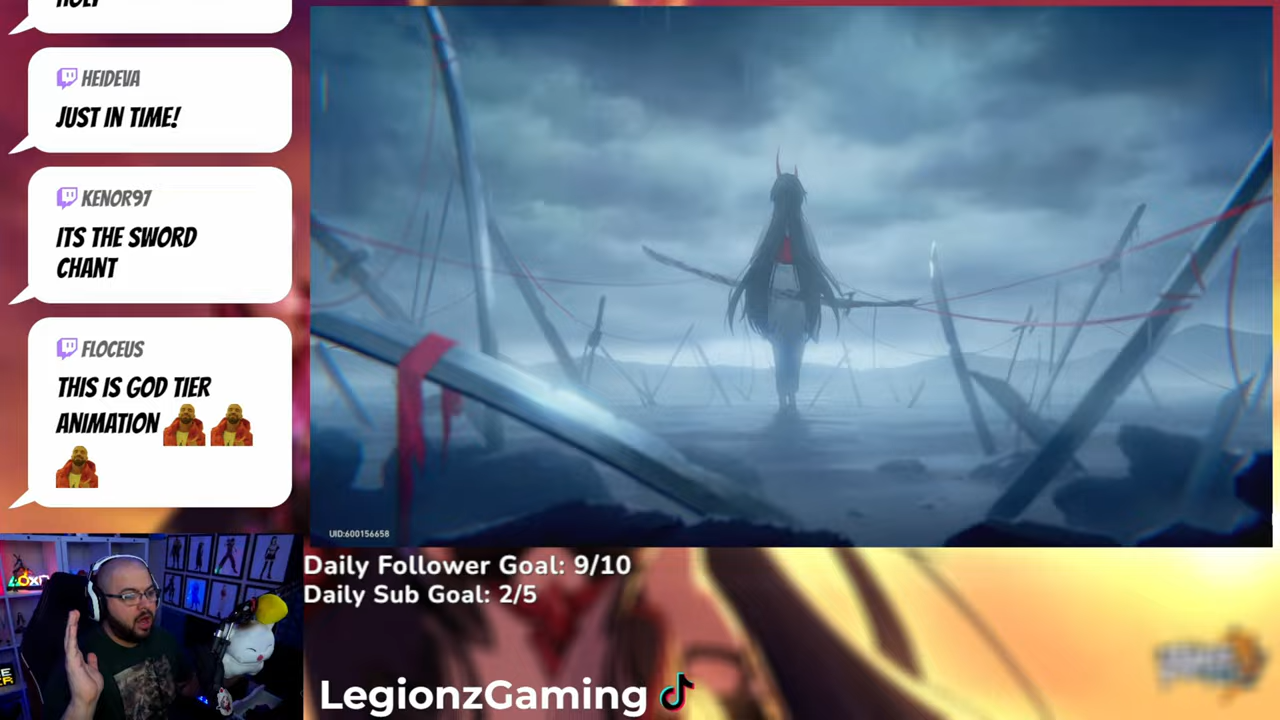 HOLY
HEIDEVA
JUST IN TIME!
KENOR97
ITS THE SWORD
CHANT
FLOCEUS
THIS IS GOD TIER
ANIMATION
UID:600156658
Daily Follower Goal: 9/10
Daily Sub Goal: 2/5
LegionzGaming